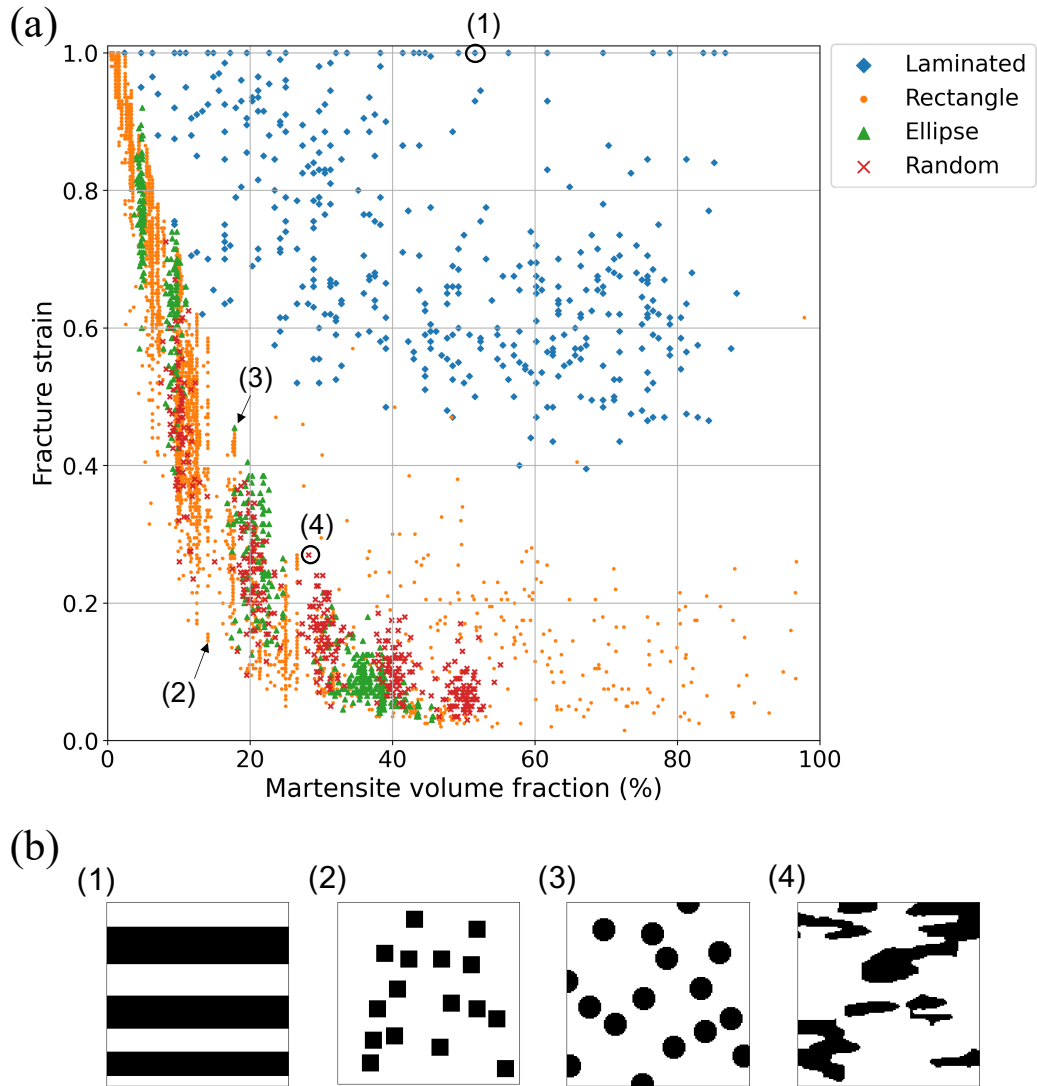 (a)
(1)
1.0
0.8
0.6
0.4
0.2
0.0
Fracture strain
(3)
(4)
(2)
0
20
40
60
80
100
Martensite volume fraction (%)
Laminated
Rectangle
Ellipse
Random
(b)
(1)
(2)
(3)
(4)